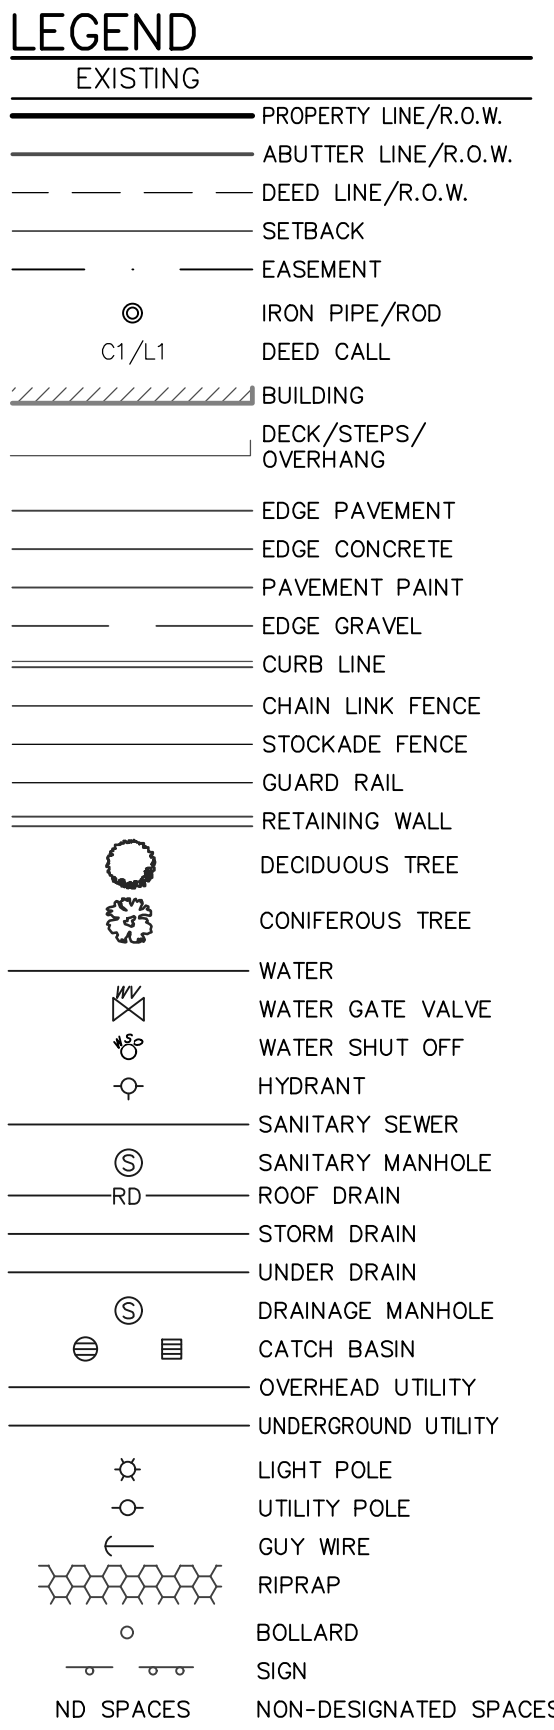 LEGEND
EXISTING
PROPERTY LINE/R.O.W.
ABUTTER LINE/R.O.W.
DEED LINE/R.O.W.
SETBACK
EASEMENT
IRON PIPE/ROD
C1/L1 DEED CALL
BUILDING
DECK/STEPS/
OVERHANG
EDGE PAVEMENT
EDGE CONCRETE
PAVEMENT PAINT
EDGE GRAVEL
CURB LINE
CHAIN LINK FENCE
STOCKADE FENCE
GUARD RAIL
RETAINING WALL
DECIDUOUS TREE
CONIFEROUS TREE
WATER
WV WATER GATE VALVE
WSO WATER SHUT OFF
HYDRANT
SANITARY SEWER
S SANITARY MANHOLE
RD ROOF DRAIN
STORM DRAIN
UNDER DRAIN
S DRAINAGE MANHOLE
CATCH BASIN
OVERHEAD UTILITY
UNDERGROUND UTILITY
LIGHT POLE
UTILITY POLE
GUY WIRE
RIPRAP
BOLLARD
SIGN
ND SPACES NON-DESIGNATED SPACES